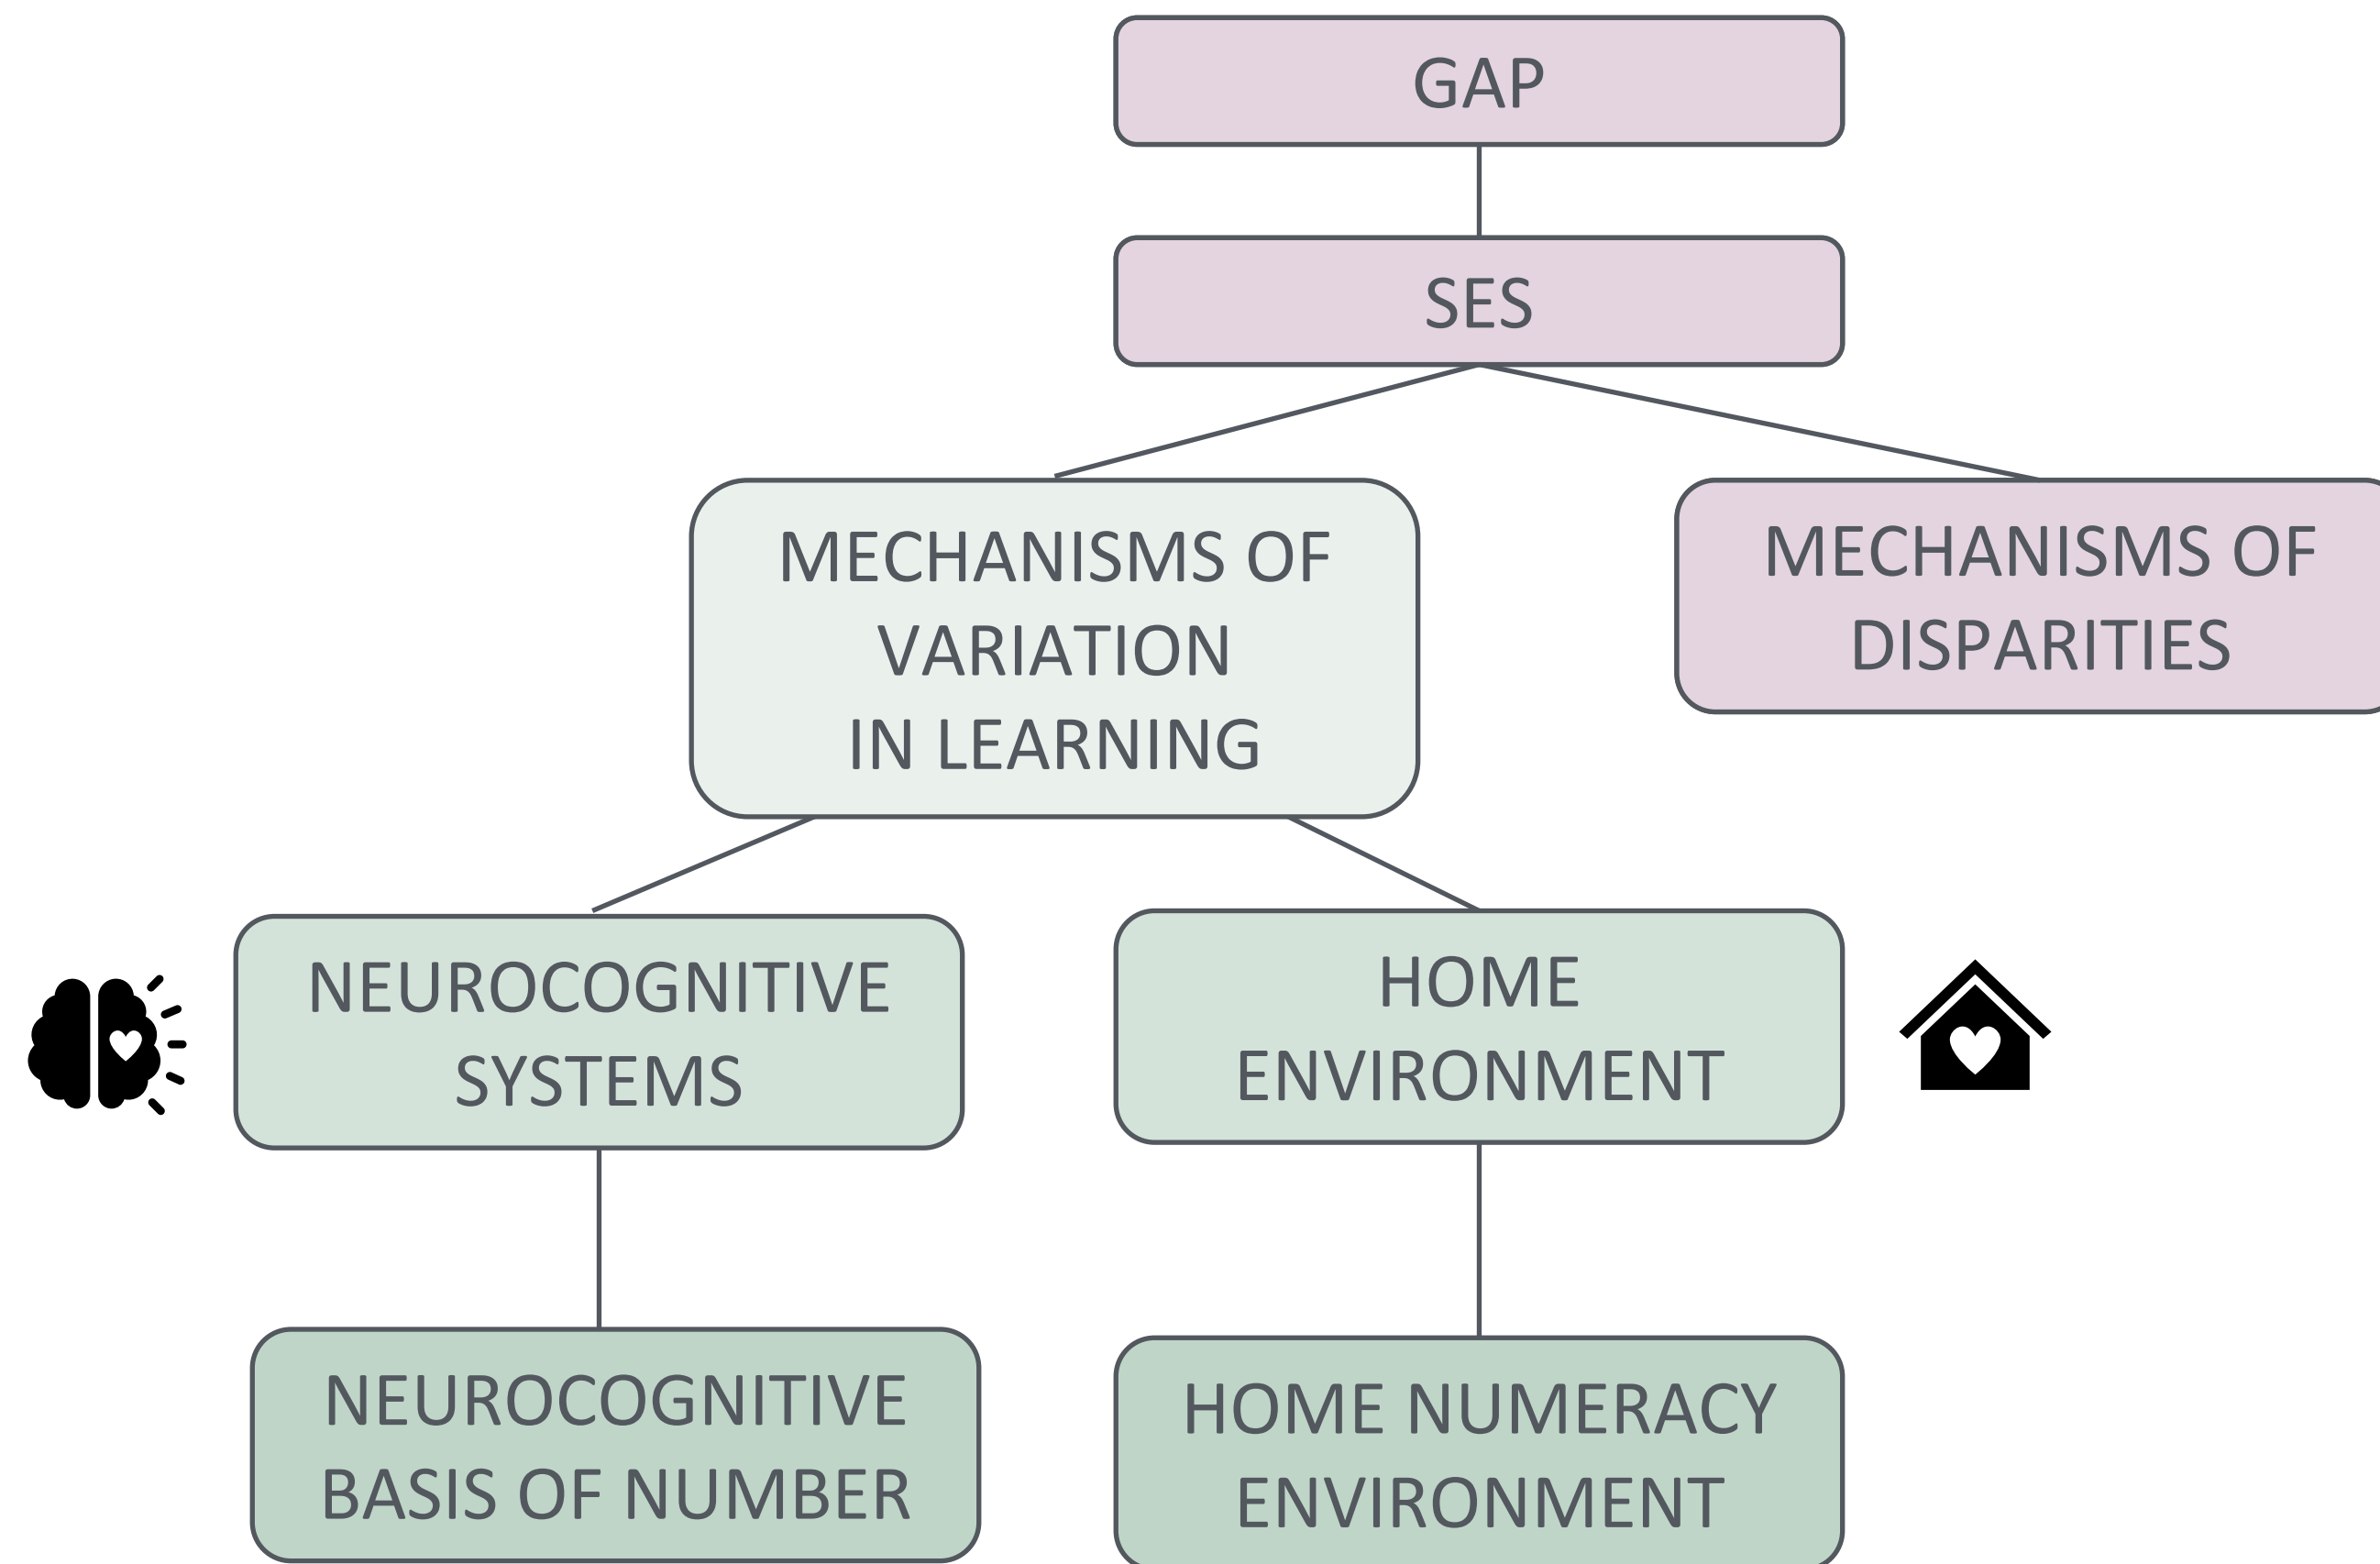 GAP
SES
MECHANISMS OF
VARIATION
IN LEARNING
MECHANISMS OF
DISPARITIES
NEUROCOGNITIVE
SYSTEMS
HOME
ENVIRONMENT
NEUROCOGNITIVE
BASIS OF NUMBER
HOME NUMERACY
ENVIRONMENT